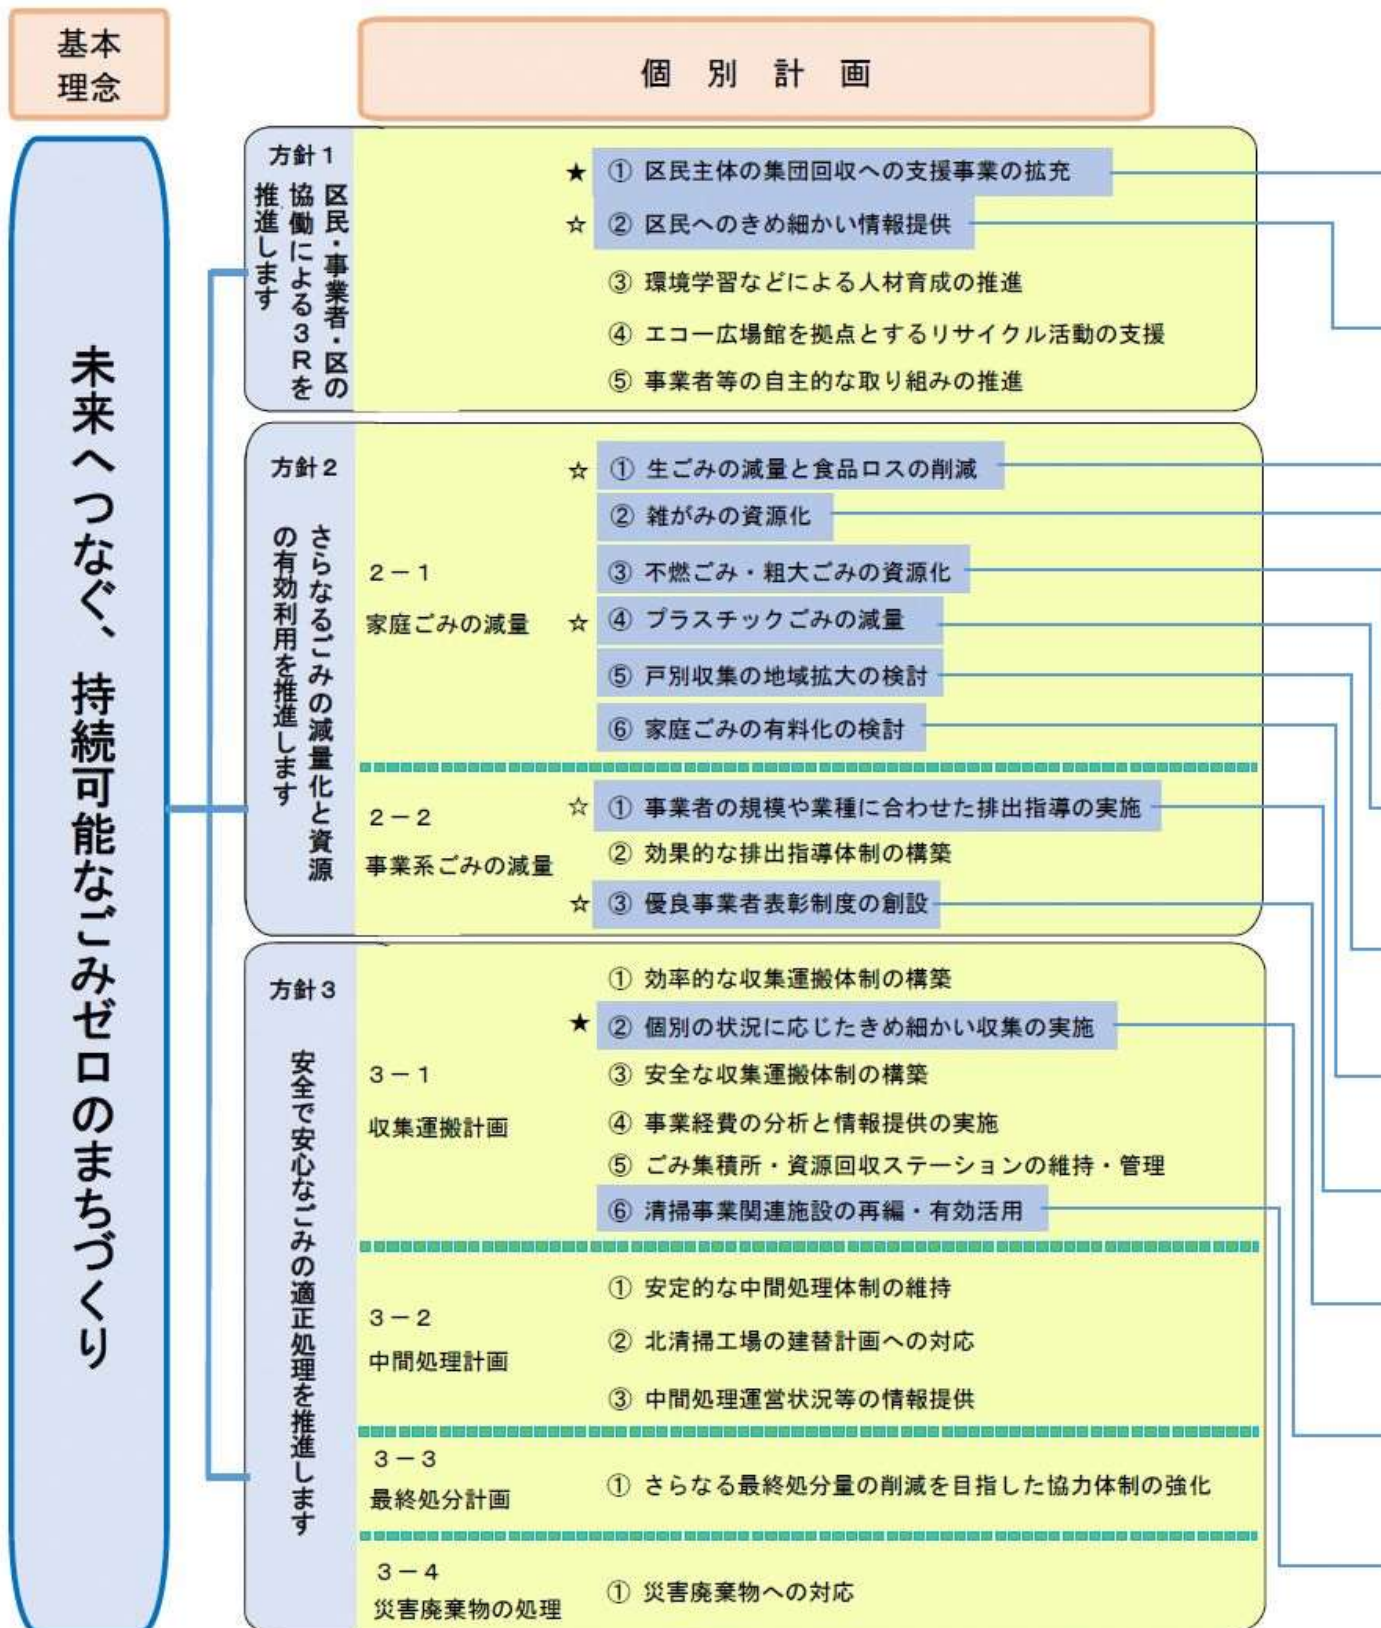 基本
理念
個別計画
未来へつなぐ、持続可能なごみゼロのまちづくり
方針1
区民・事業者・区の
協働による3Rを
推進します
★ ① 区民主体の集団回収への支援事業の拡充
☆ ② 区民へのきめ細かい情報提供
③ 環境学習などによる人材育成の推進
④ エコー広場館を拠点とするリサイクル活動の支援
⑤ 事業者等の自主的な取り組みの推進
方針2
さらなるごみの減量化と資源
の有効利用を推進します
2-1
家庭ごみの減量
☆ ① 生ごみの減量と食品ロスの削減
② 雑がみの資源化
③ 不燃ごみ・粗大ごみの資源化
☆ ④ プラスチックごみの減量
⑤ 戸別収集の地域拡大の検討
⑥ 家庭ごみの有料化の検討
2-2
事業系ごみの減量
☆ ① 事業者の規模や業種に合わせた排出指導の実施
② 効果的な排出指導体制の構築
☆ ③ 優良事業者表彰制度の創設
方針3
安全で安心なごみの適正処理を推進します
3-1
収集運搬計画
① 効率的な収集運搬体制の構築
★ ② 個別の状況に応じたきめ細かい収集の実施
③ 安全な収集運搬体制の構築
④ 事業経費の分析と情報提供の実施
⑤ ごみ集積所・資源回収ステーションの維持・管理
⑥ 清掃事業関連施設の再編・有効活用
3-2
中間処理計画
① 安定的な中間処理体制の維持
② 北清掃工場の建替計画への対応
③ 中間処理運営状況等の情報提供
3-3
最終処分計画
① さらなる最終処分量の削減を目指した協力体制の強化
3-4
災害廃棄物の処理
① 災害廃棄物への対応